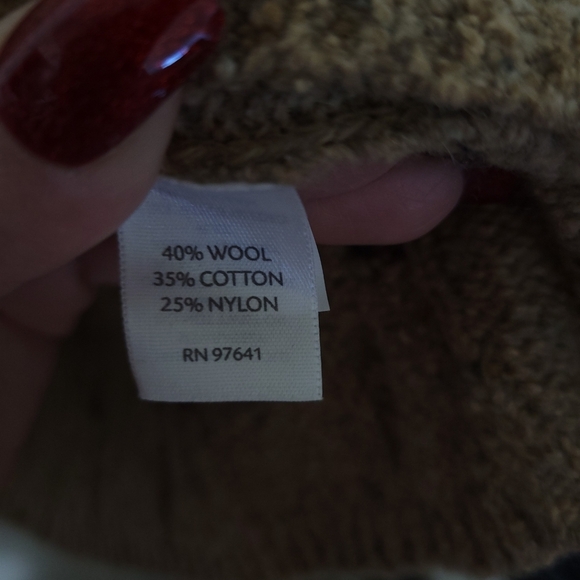 40% WOOL
35% COTTON
25% NYLON
RN 97641